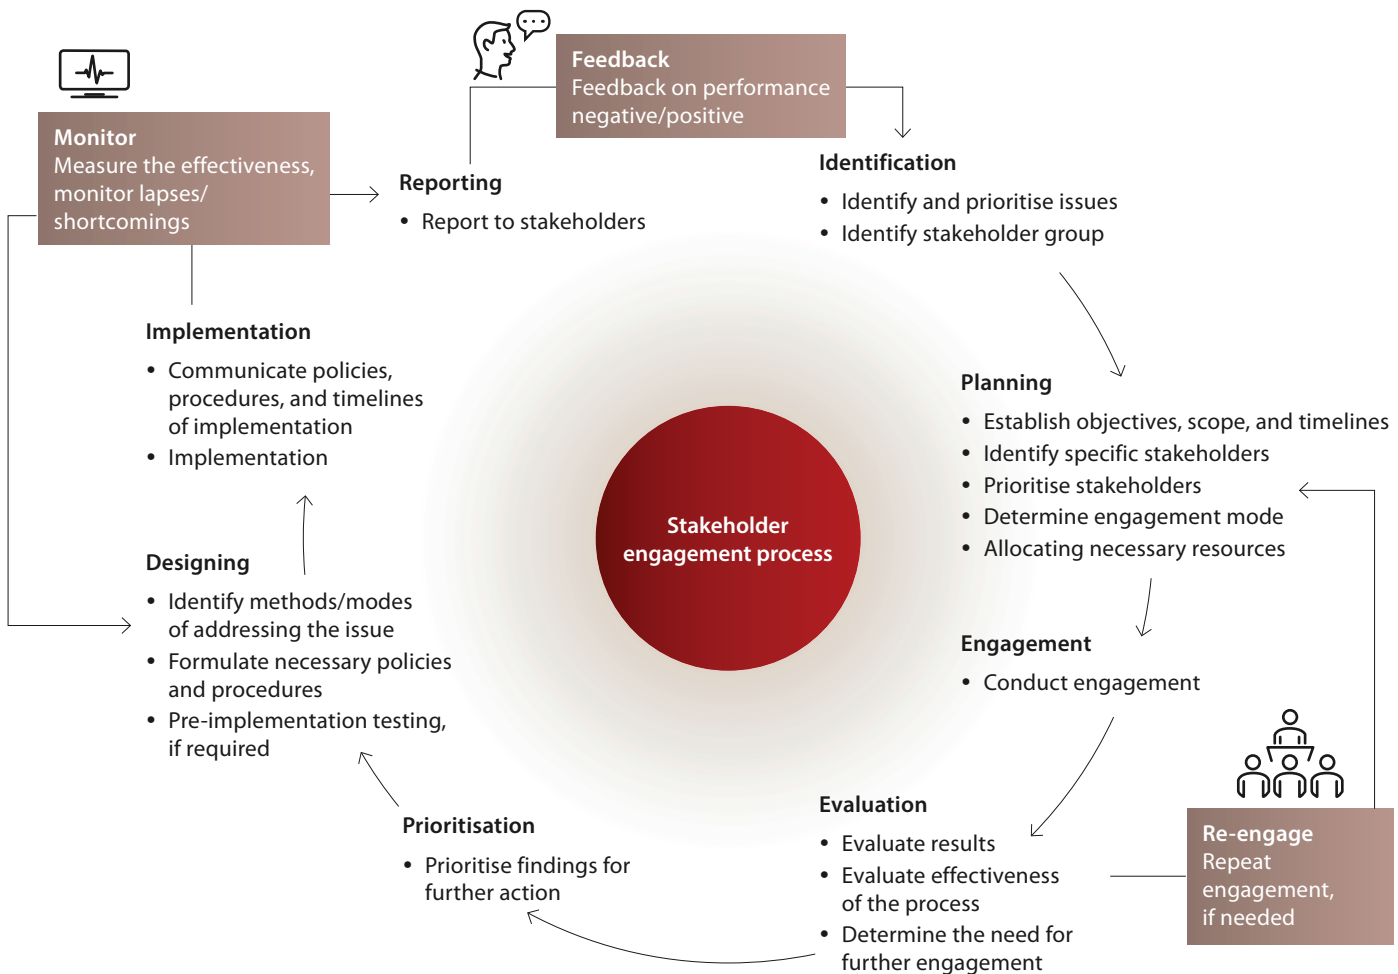 Feedback
Feedback on performance
negative/positive
Monitor
Measure the effectiveness,
monitor lapses/
shortcomings
Reporting
• Report to stakeholders
Identification
• Identify and prioritise issues
• Identify stakeholder group
Planning
• Establish objectives, scope, and timelines
• Identify specific stakeholders
• Prioritise stakeholders
• Determine engagement mode
• Allocating necessary resources
Engagement
• Conduct engagement
Evaluation
• Evaluate results
• Evaluate effectiveness
of the process
• Determine the need for
further engagement
Re-engage
Repeat
engagement,
if needed
Prioritisation
• Prioritise findings for
further action
Designing
• Identify methods/modes
of addressing the issue
• Formulate necessary policies
and procedures
• Pre-implementation testing,
if required
Implementation
• Communicate policies,
procedures, and timelines
of implementation
• Implementation
Stakeholder
engagement process